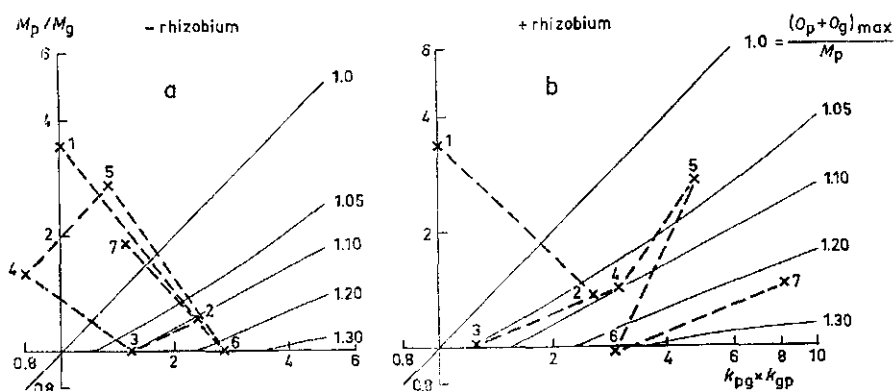 Mp/Mg – rhizobium + rhizobium 1.0 = (Op+Og)max / Mp
6 8
a 1.0 b
4 4
1 5 1 5
1.05 1.05
1.10
7 1.10
2 2
4 4 1.20
2 1.20 2 7
3 6 1.30 3 6 1.30
0.8 2 4 6 0.8 2 4 6 8 10
0.8 0.8 kpg × kgp